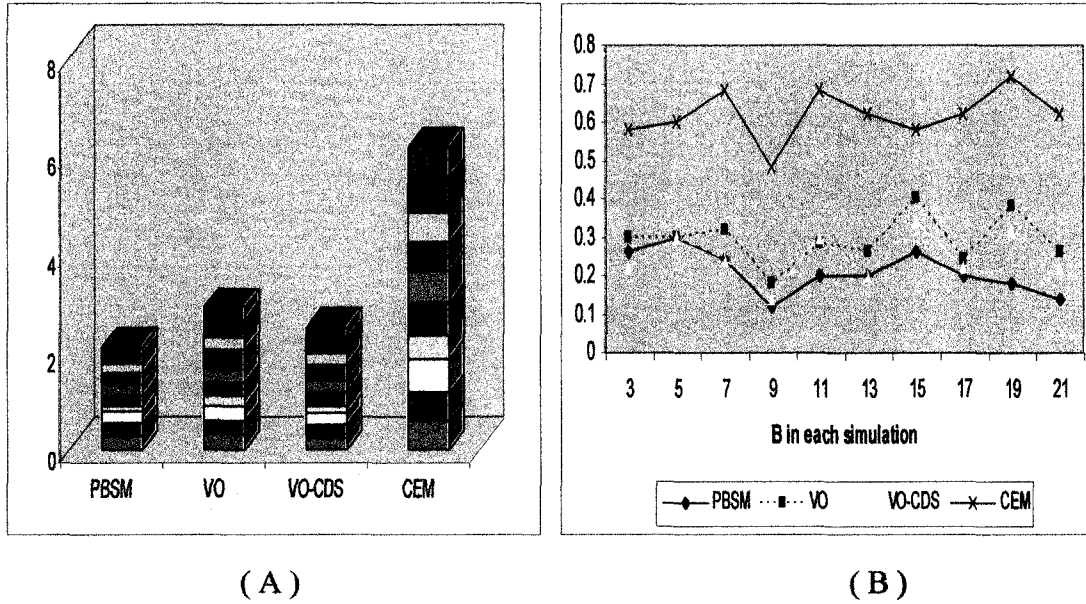 8
6
4
2
0
PBSM VO VO-CDS CEM
0.8
0.7
0.6
0.5
0.4
0.3
0.2
0.1
0
3 5 7 9 11 13 15 17 19 21
B in each simulation
PBSM VO VO-CDS CEM
( A )
( B )